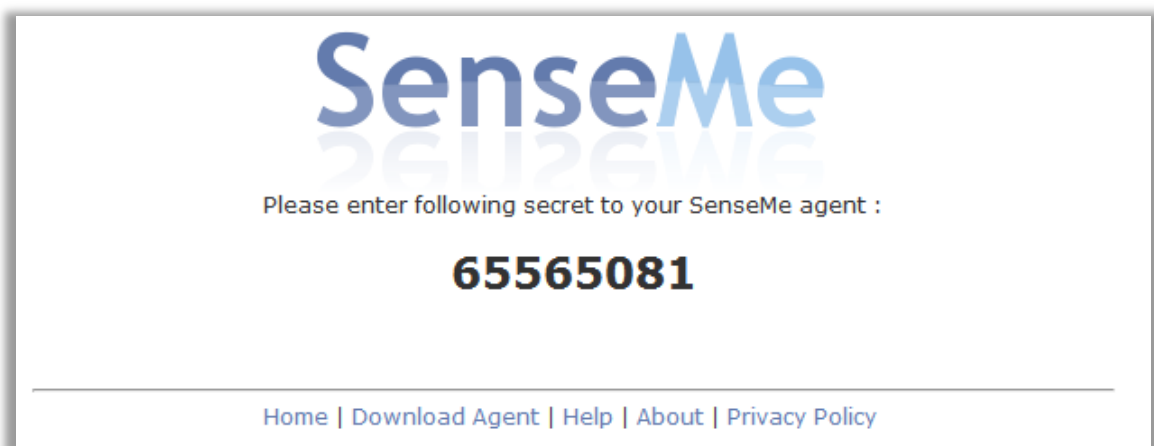 SenseMe
Please enter following secret to your SenseMe agent :
65565081
Home | Download Agent | Help | About | Privacy Policy